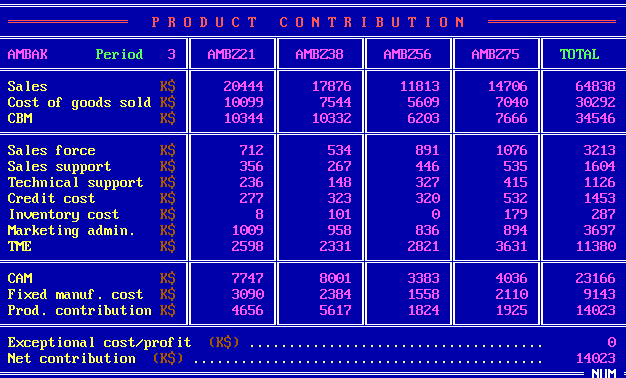 PRODUCT CONTRIBUTION
AMBAK Period 3 AMBZ21 AMBZ38 AMBZ56 AMBZ75 TOTAL
Sales K$ 20444 17876 11813 14706 64838
Cost of goods sold K$ 10099 7544 5609 7040 30292
CBM K$ 10344 10332 6203 7666 34546
Sales force K$ 712 534 891 1076 3213
Sales support K$ 356 267 446 535 1604
Technical support K$ 236 148 327 415 1126
Credit cost K$ 277 323 320 532 1453
Inventory cost K$ 8 101 0 179 287
Marketing admin. K$ 1009 958 836 894 3697
TME K$ 2598 2331 2821 3631 11380
CAM K$ 7747 8001 3383 4036 23166
Fixed manuf. cost K$ 3090 2384 1558 2110 9143
Prod. contribution K$ 4656 5617 1824 1925 14023
Exceptional cost/profit (K$) ..................................... 0
Net contribution (K$) ............................................ 14023
NUM